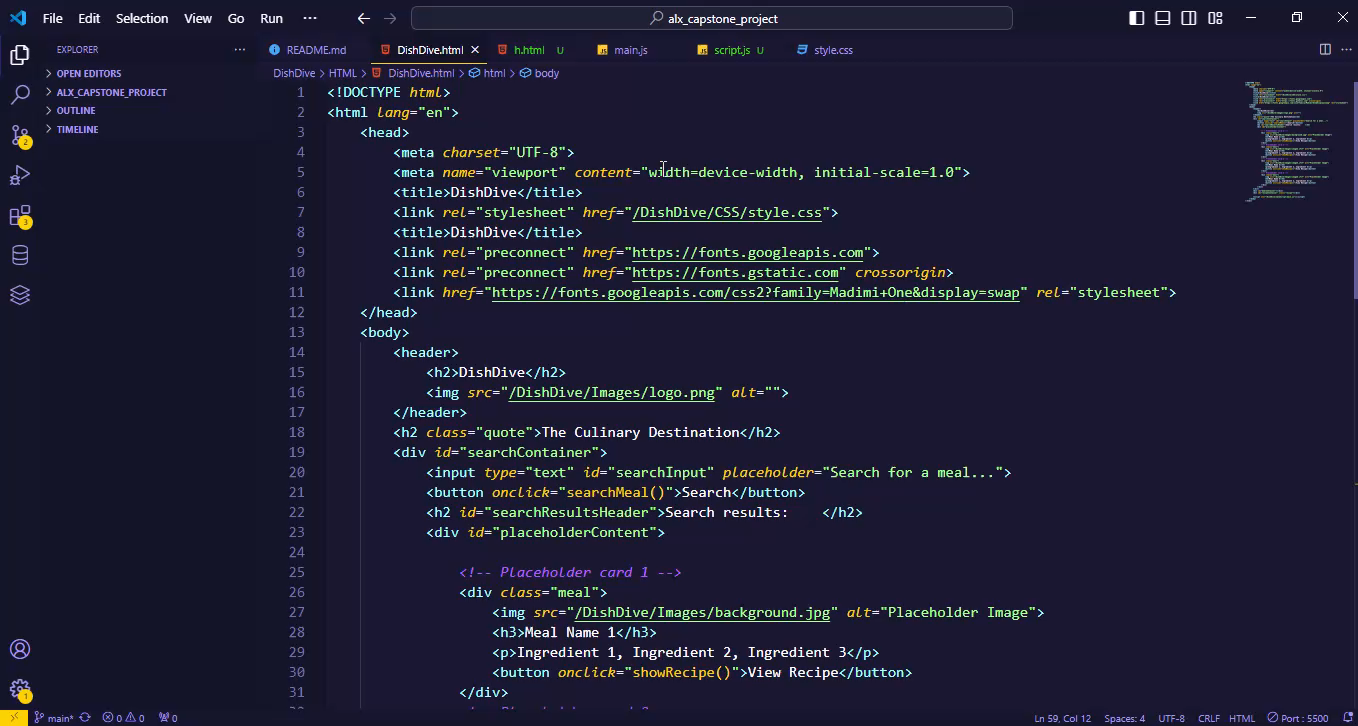 File Edit Selection View Go Run ··· alx_capstone_project
EXPLORER ···
README.md DishDive.html h.html U main.js script.js U style.css ···
DishDive > HTML > DishDive.html > html > body
OPEN EDITORS
ALX_CAPSTONE_PROJECT
OUTLINE
TIMELINE
1 <!DOCTYPE html>
2 <html lang="en">
3 <head>
4 <meta charset="UTF-8">
5 <meta name="viewport" content="width=device-width, initial-scale=1.0">
6 <title>DishDive</title>
7 <link rel="stylesheet" href="/DishDive/CSS/style.css">
8 <title>DishDive</title>
9 <link rel="preconnect" href="https://fonts.googleapis.com">
10 <link rel="preconnect" href="https://fonts.gstatic.com" crossorigin>
11 <link href="https://fonts.googleapis.com/css2?family=Madimi+One&display=swap" rel="stylesheet">
12 </head>
13 <body>
14 <header>
15 <h2>DishDive</h2>
16 <img src="/DishDive/Images/logo.png" alt="">
17 </header>
18 <h2 class="quote">The Culinary Destination</h2>
19 <div id="searchContainer">
20 <input type="text" id="searchInput" placeholder="Search for a meal...">
21 <button onclick="searchMeal()">Search</button>
22 <h2 id="searchResultsHeader">Search results: </h2>
23 <div id="placeholderContent">
24
25 <!-- Placeholder card 1 -->
26 <div class="meal">
27 <img src="/DishDive/Images/background.jpg" alt="Placeholder Image">
28 <h3>Meal Name 1</h3>
29 <p>Ingredient 1, Ingredient 2, Ingredient 3</p>
30 <button onclick="showRecipe()">View Recipe</button>
31 </div>
2
3
1
main* 0 0 0 Ln 59, Col 12 Spaces: 4 UTF-8 CRLF HTML Port : 5500